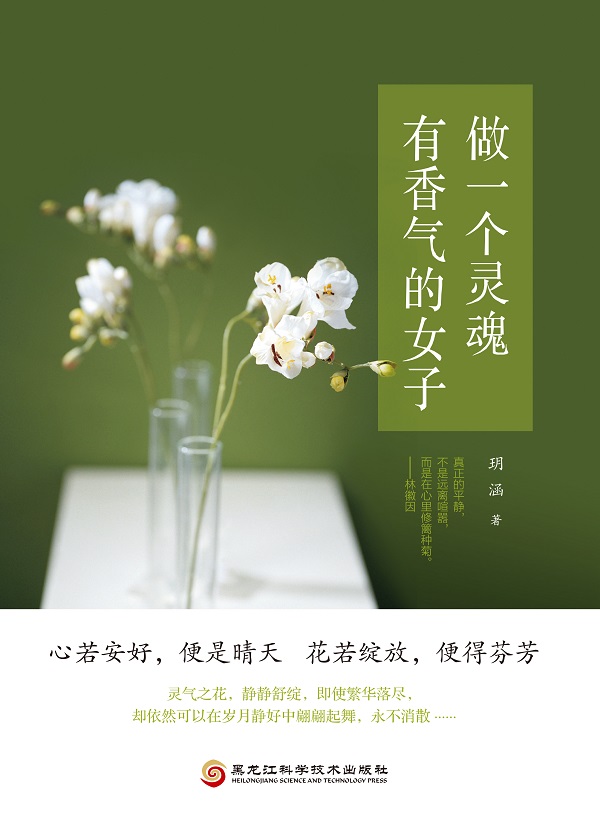 做一个灵魂
有香气的女子
玥涵 著
真正的平静，
不是远离喧嚣，
而是在心里修篱种菊。
——林徽因
心若安好，便是晴天 花若绽放，便得芬芳
灵气之花，静静舒绽，即使繁华落尽，
却依然可以在岁月静好中翩翩起舞，永不消散······
黑龙江科学技术出版社
HEILONGJIANG SCIENCE AND TECHNOLOGY PRESS